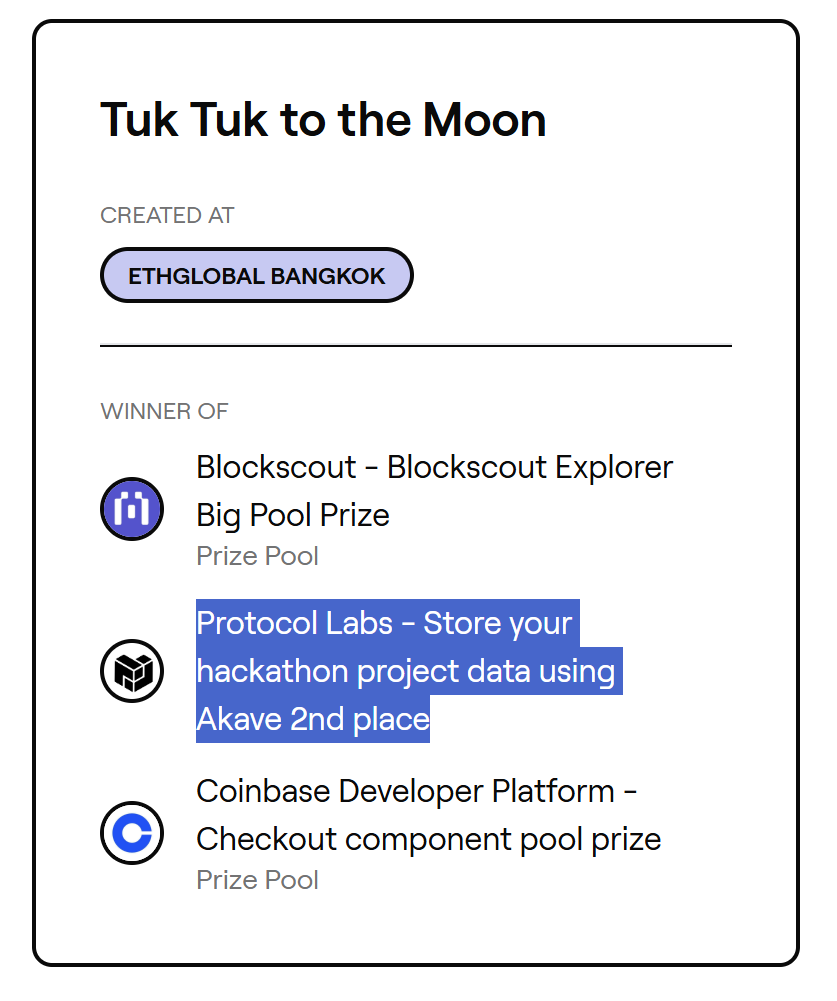 Tuk Tuk to the Moon
CREATED AT
ETHGLOBAL BANGKOK
WINNER OF
Blockscout - Blockscout Explorer
Big Pool Prize
Prize Pool
Protocol Labs - Store your
hackathon project data using
Akave 2nd place
Coinbase Developer Platform -
Checkout component pool prize
Prize Pool